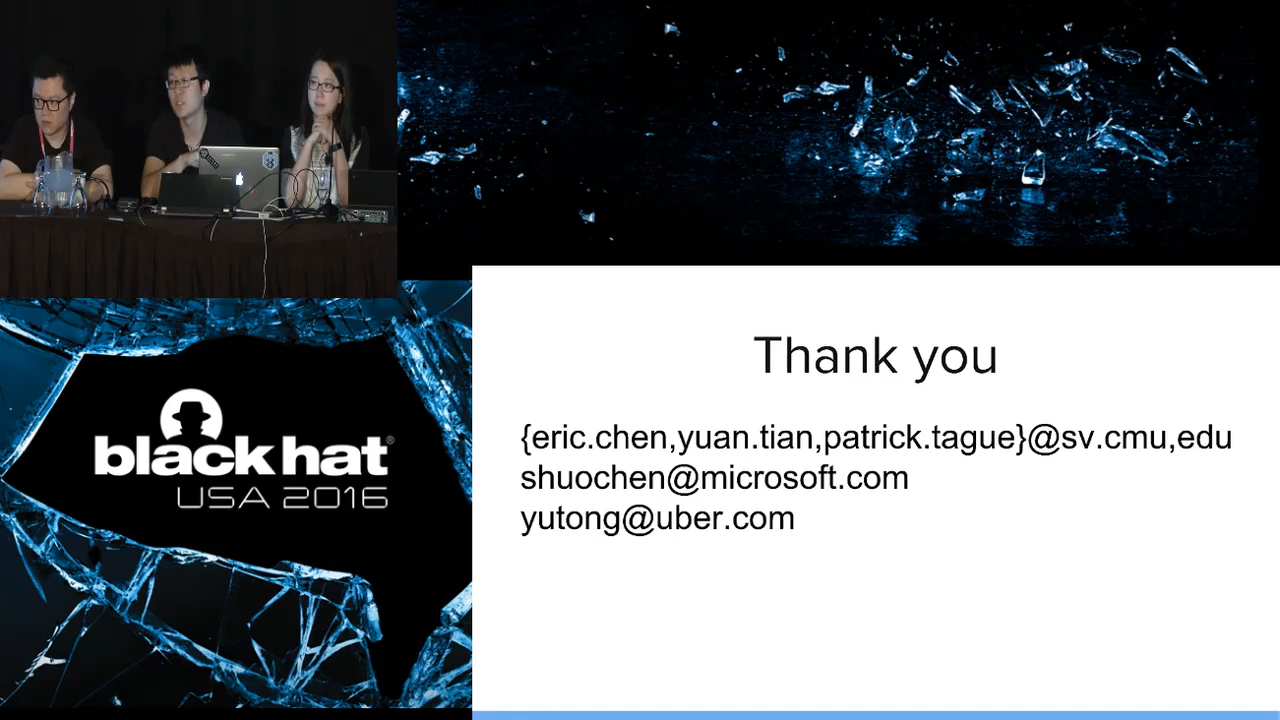 black hat®
USA 2016
Thank you
{eric.chen,yuan.tian,patrick.tague}@sv.cmu,edu
shuochen@microsoft.com
yutong@uber.com